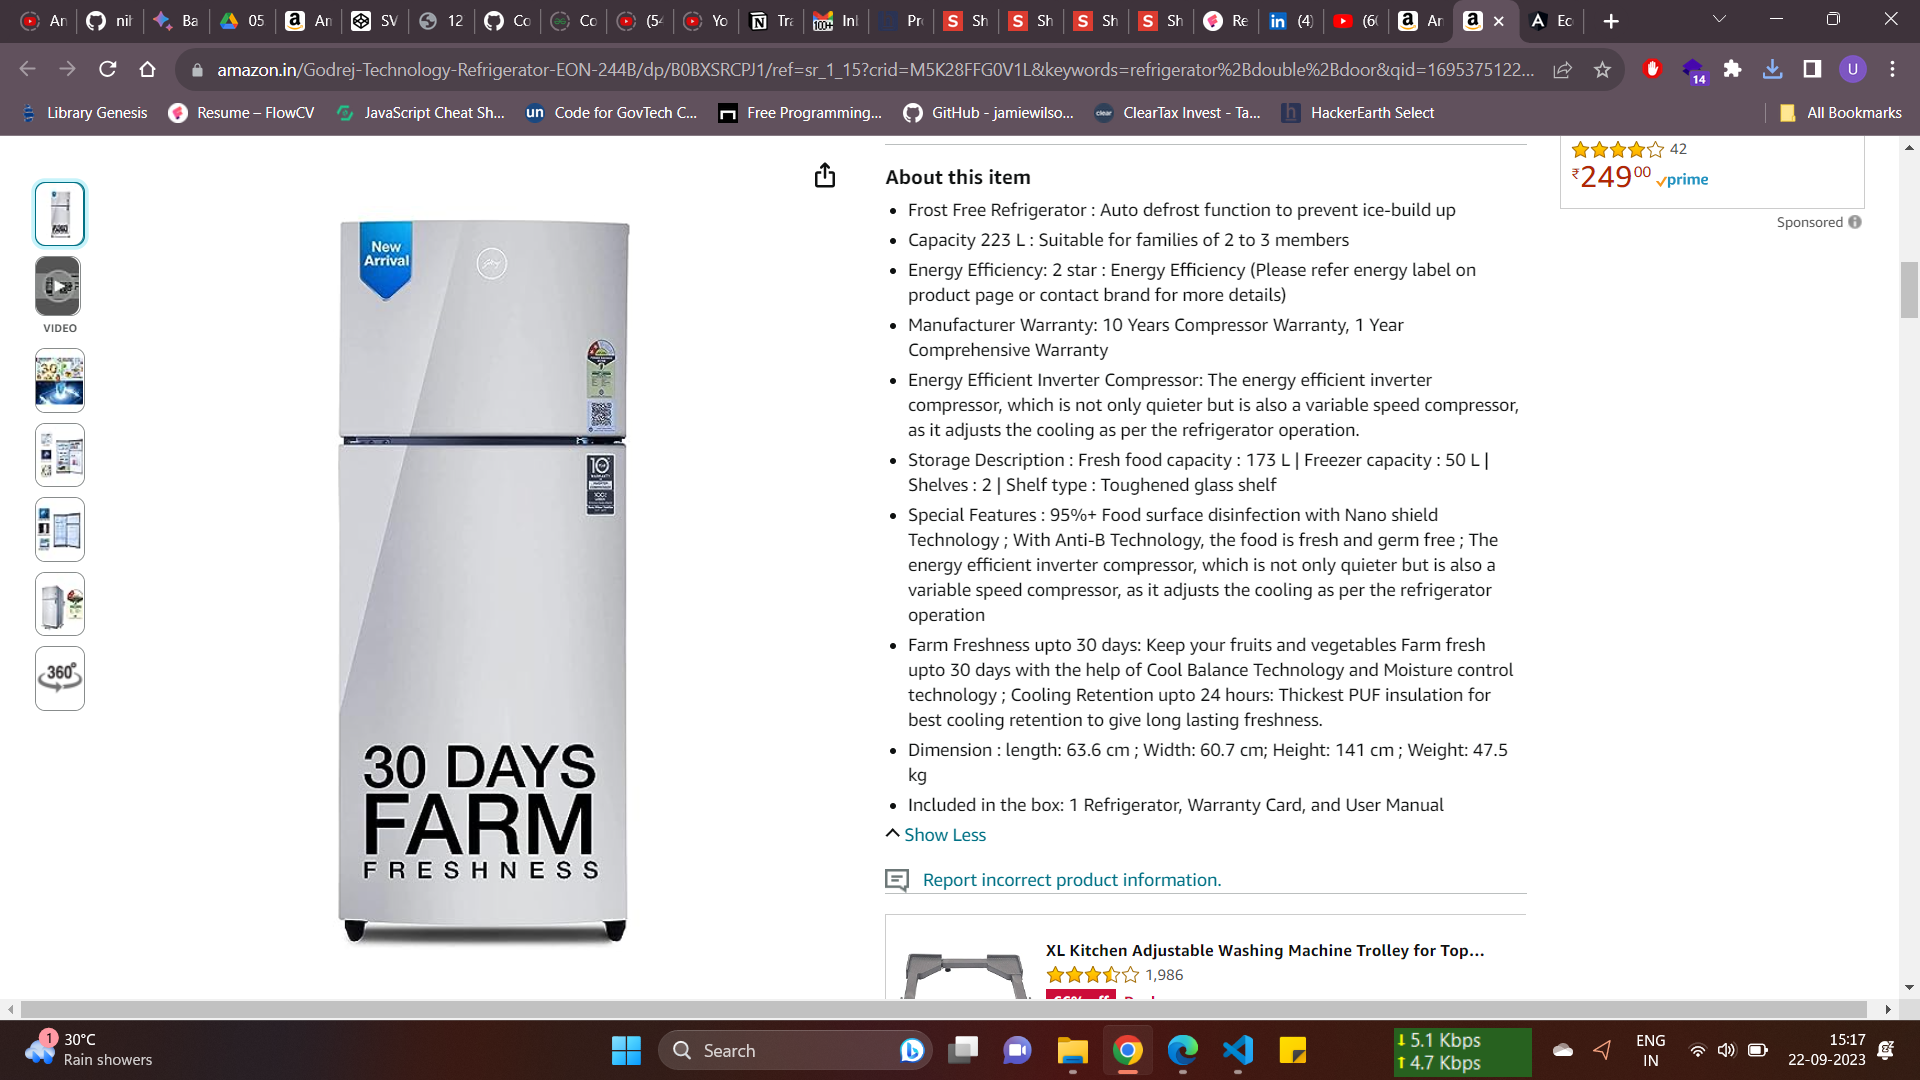 An
nih
Ba
05
An
SV
12
Co
Co
(54
Yo
Tra
100+
Inl
Pre
Sh
Sh
Sh
Sh
Re
(4)
(60
An
Ec
amazon.in/Godrej-Technology-Refrigerator-EON-244B/dp/B0BXSRCPJ1/ref=sr_1_15?crid=M5K28FFG0V1L&keywords=refrigerator%2Bdouble%2Bdoor&qid=1695375122...
14
U
Library Genesis
Resume – FlowCV
JavaScript Cheat Sh...
un Code for GovTech C...
Free Programming...
GitHub - jamiewilso...
clear ClearTax Invest - Ta...
h HackerEarth Select
All Bookmarks
VIDEO
30
360°
New
Arrival
10
30 DAYS
FARM
FRESHNESS
About this item
Frost Free Refrigerator : Auto defrost function to prevent ice-build up
Capacity 223 L : Suitable for families of 2 to 3 members
Energy Efficiency: 2 star : Energy Efficiency (Please refer energy label on
product page or contact brand for more details)
Manufacturer Warranty: 10 Years Compressor Warranty, 1 Year
Comprehensive Warranty
Energy Efficient Inverter Compressor: The energy efficient inverter
compressor, which is not only quieter but is also a variable speed compressor,
as it adjusts the cooling as per the refrigerator operation.
Storage Description : Fresh food capacity : 173 L | Freezer capacity : 50 L |
Shelves : 2 | Shelf type : Toughened glass shelf
Special Features : 95%+ Food surface disinfection with Nano shield
Technology ; With Anti-B Technology, the food is fresh and germ free ; The
energy efficient inverter compressor, which is not only quieter but is also a
variable speed compressor, as it adjusts the cooling as per the refrigerator
operation
Farm Freshness upto 30 days: Keep your fruits and vegetables Farm fresh
upto 30 days with the help of Cool Balance Technology and Moisture control
technology ; Cooling Retention upto 24 hours: Thickest PUF insulation for
best cooling retention to give long lasting freshness.
Dimension : length: 63.6 cm ; Width: 60.7 cm; Height: 141 cm ; Weight: 47.5
kg
Included in the box: 1 Refrigerator, Warranty Card, and User Manual
Show Less
Report incorrect product information.
XL Kitchen Adjustable Washing Machine Trolley for Top...
1,986
42
₹24900 prime
Sponsored
1
30°C
Rain showers
Search
5.1 Kbps
4.7 Kbps
ENG
IN
15:17
22-09-2023